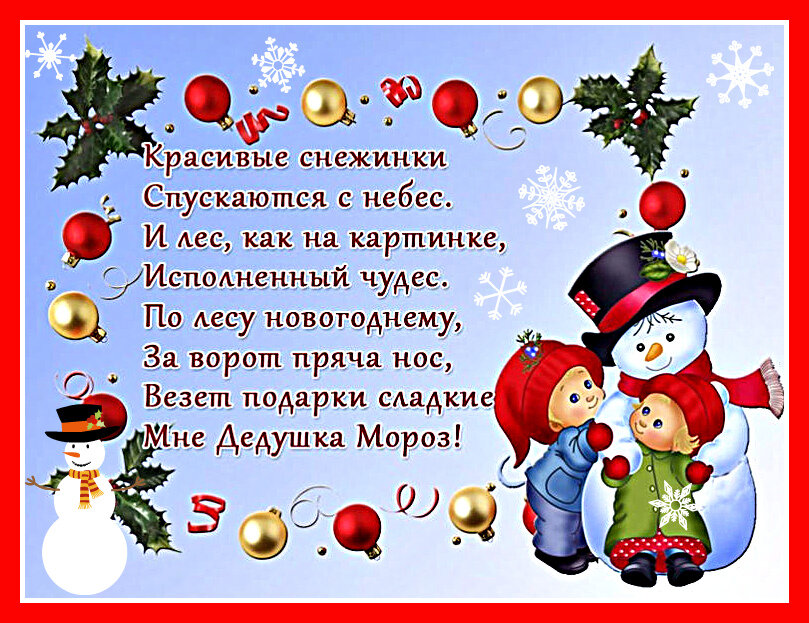 Красивые снежинки
Спускаются с небес.
И лес, как на картинке,
Исполненный чудес.
По лесу новогоднему,
За ворот пряча нос,
Везет подарки сладкие
Мне Дедушка Мороз!